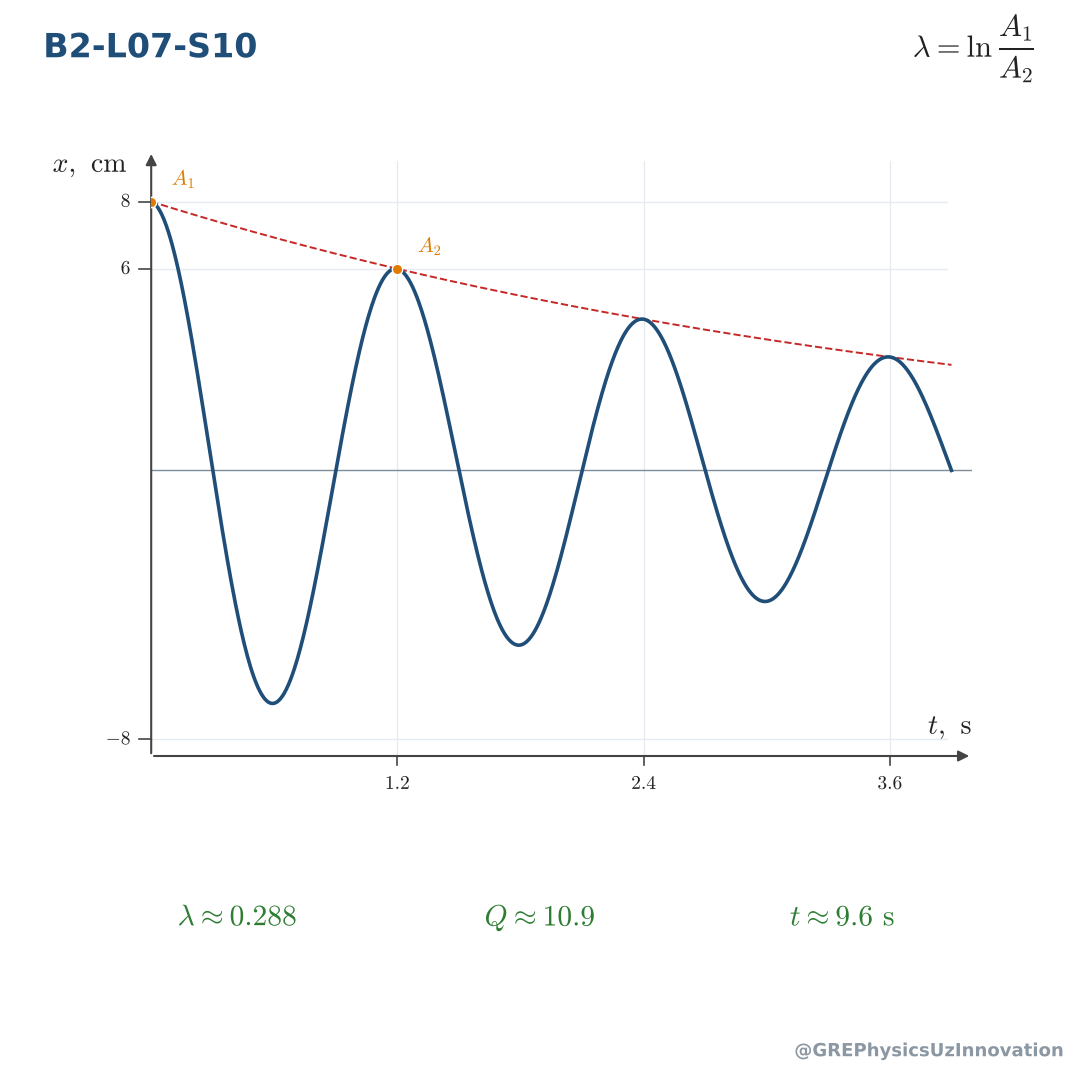 B2-L07-S10
λ = ln A₁/A₂
x, cm
A₁
8
A₂
6
−8
t, s
1.2 2.4 3.6
λ ≈ 0.288 Q ≈ 10.9 t ≈ 9.6 s
@GREPhysicsUzInnovation